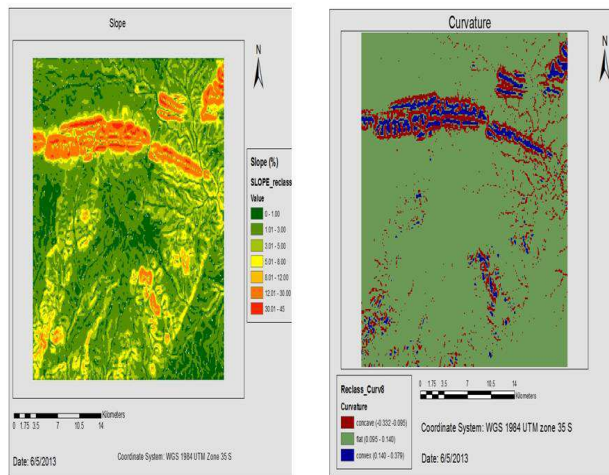 Slope
N
Slope (%)
SLOPE_reclass
Value
0 - 1.00
1.01 - 3.00
3.01 - 5.00
5.01 - 8.00
8.01 - 12.00
12.01 - 30.00
30.01 - 45
Kilometers
0 1.75 3.5 7 10.5 14
Date: 6/5/2013
Coordinate System: WGS 1984 UTM Zone 35 S
Curvature
N
Reclass_Curv8
Curvature
concave (-0.332 -0.095)
flat (0.095 - 0.140)
convex (0.140 - 0.379)
Kilometers
0 1.75 3.5 7 10.5 14
Coordinate System: WGS 1984 UTM zone 35 S
Date: 6/5/2013